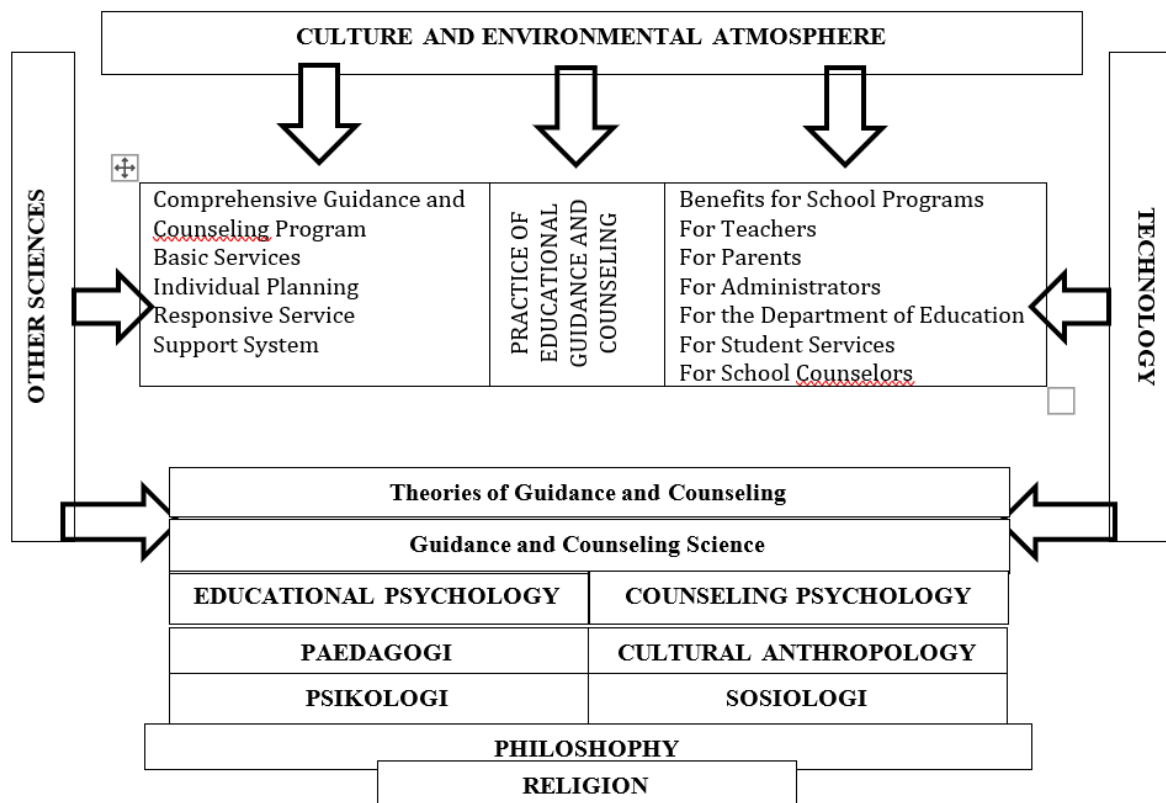 CULTURE AND ENVIRONMENTAL ATMOSPHERE
OTHER SCIENCES
Comprehensive Guidance and
Counseling Program
Basic Services
Individual Planning
Responsive Service
Support System
PRACTICE OF
EDUCATIONAL
GUIDANCE AND
COUNSELING
Benefits for School Programs
For Teachers
For Parents
For Administrators
For the Department of Education
For Student Services
For School Counselors
TECHNOLOGY
Theories of Guidance and Counseling
Guidance and Counseling Science
EDUCATIONAL PSYCHOLOGY
COUNSELING PSYCHOLOGY
PAEDAGOGI
CULTURAL ANTHROPOLOGY
PSIKOLOGI
SOSIOLOGI
PHILOSHOPHY
RELIGION